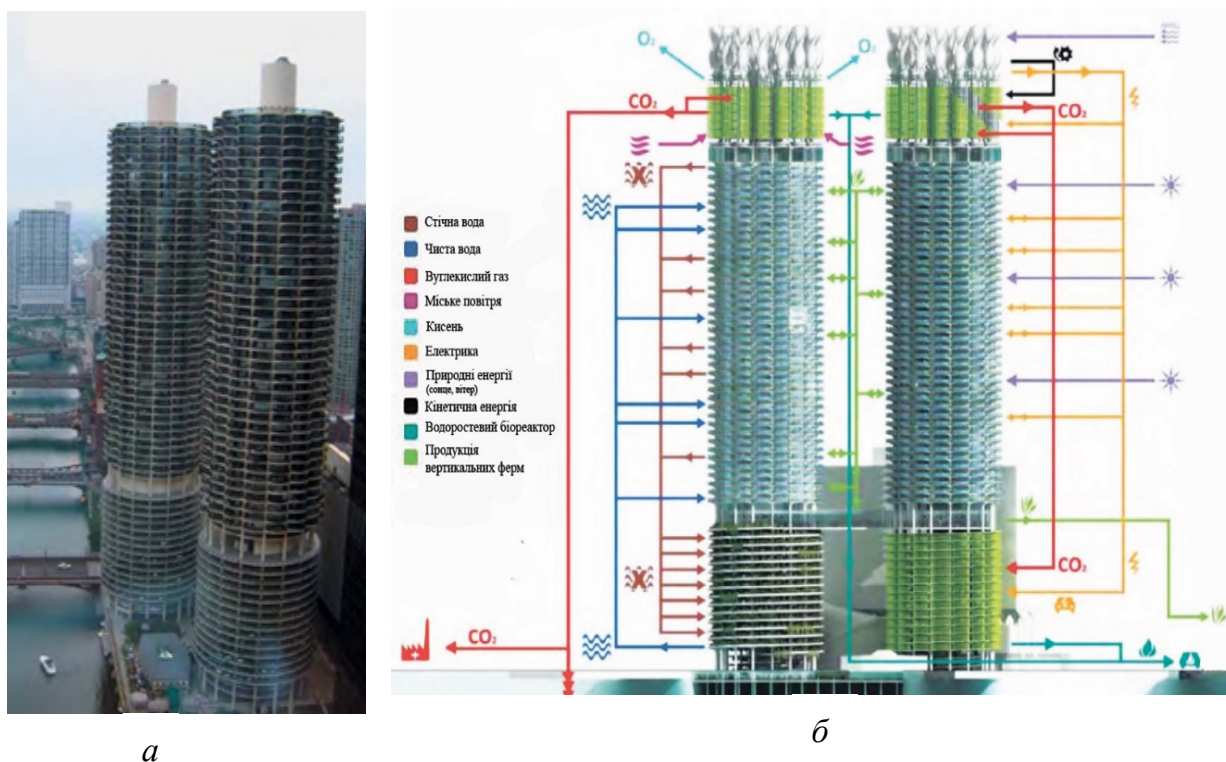 O₂
O₂
CO₂
CO₂
Стічна вода
Чиста вода
Вуглекислий газ
Міське повітря
Кисень
Електрика
Природні енергії
(сонце, вітер)
Кінетична енергія
Водоростевий біореактор
Продукція
вертикальних ферм
CO₂
CO₂
а
б